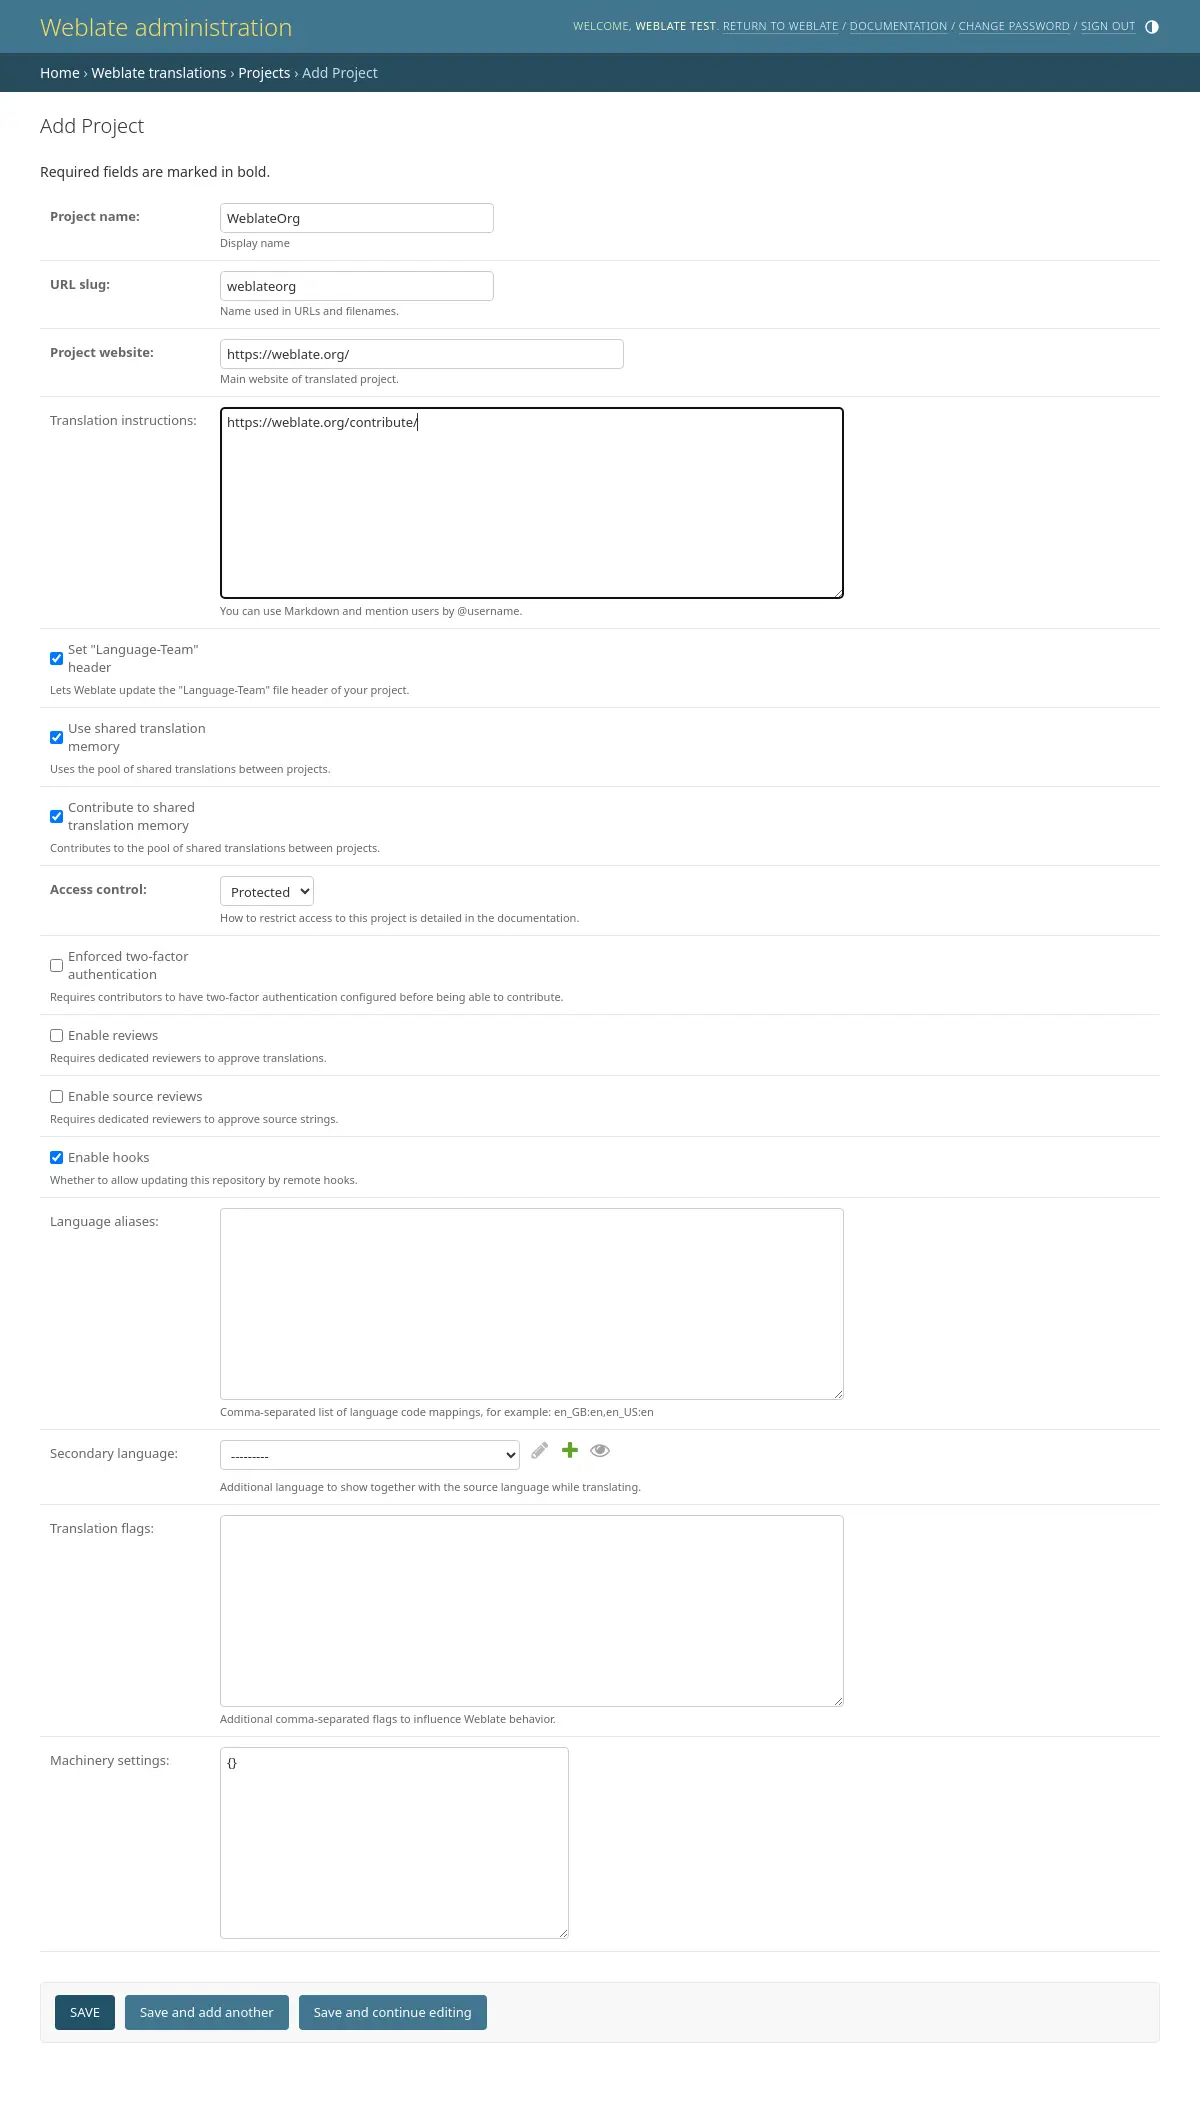 Weblate administration
WELCOME, WEBLATE TEST. RETURN TO WEBLATE / DOCUMENTATION / CHANGE PASSWORD / SIGN OUT
Home › Weblate translations › Projects › Add Project
Add Project
Required fields are marked in bold.
Project name:
WeblateOrg
Display name
URL slug:
weblateorg
Name used in URLs and filenames.
Project website:
https://weblate.org/
Main website of translated project.
Translation instructions:
https://weblate.org/contribute/
You can use Markdown and mention users by @username.
Set "Language-Team"
header
Lets Weblate update the "Language-Team" file header of your project.
Use shared translation
memory
Uses the pool of shared translations between projects.
Contribute to shared
translation memory
Contributes to the pool of shared translations between projects.
Access control:
Protected
How to restrict access to this project is detailed in the documentation.
Enforced two-factor
authentication
Requires contributors to have two-factor authentication configured before being able to contribute.
Enable reviews
Requires dedicated reviewers to approve translations.
Enable source reviews
Requires dedicated reviewers to approve source strings.
Enable hooks
Whether to allow updating this repository by remote hooks.
Language aliases:
Comma-separated list of language code mappings, for example: en_GB:en,en_US:en
Secondary language:
---------
Additional language to show together with the source language while translating.
Translation flags:
Additional comma-separated flags to influence Weblate behavior.
Machinery settings:
{}
SAVE
Save and add another
Save and continue editing